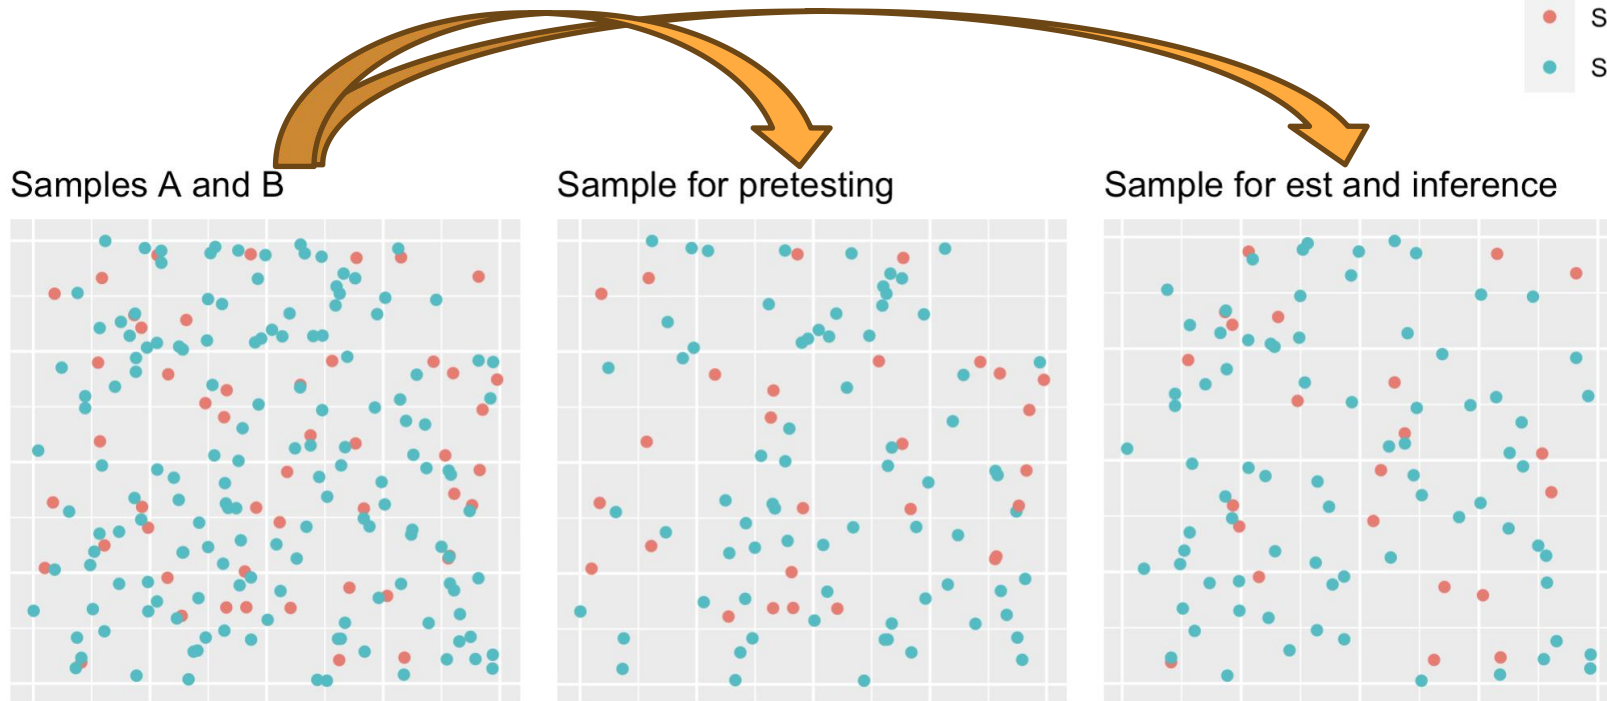 S
S
Samples A and B
Sample for pretesting
Sample for est and inference